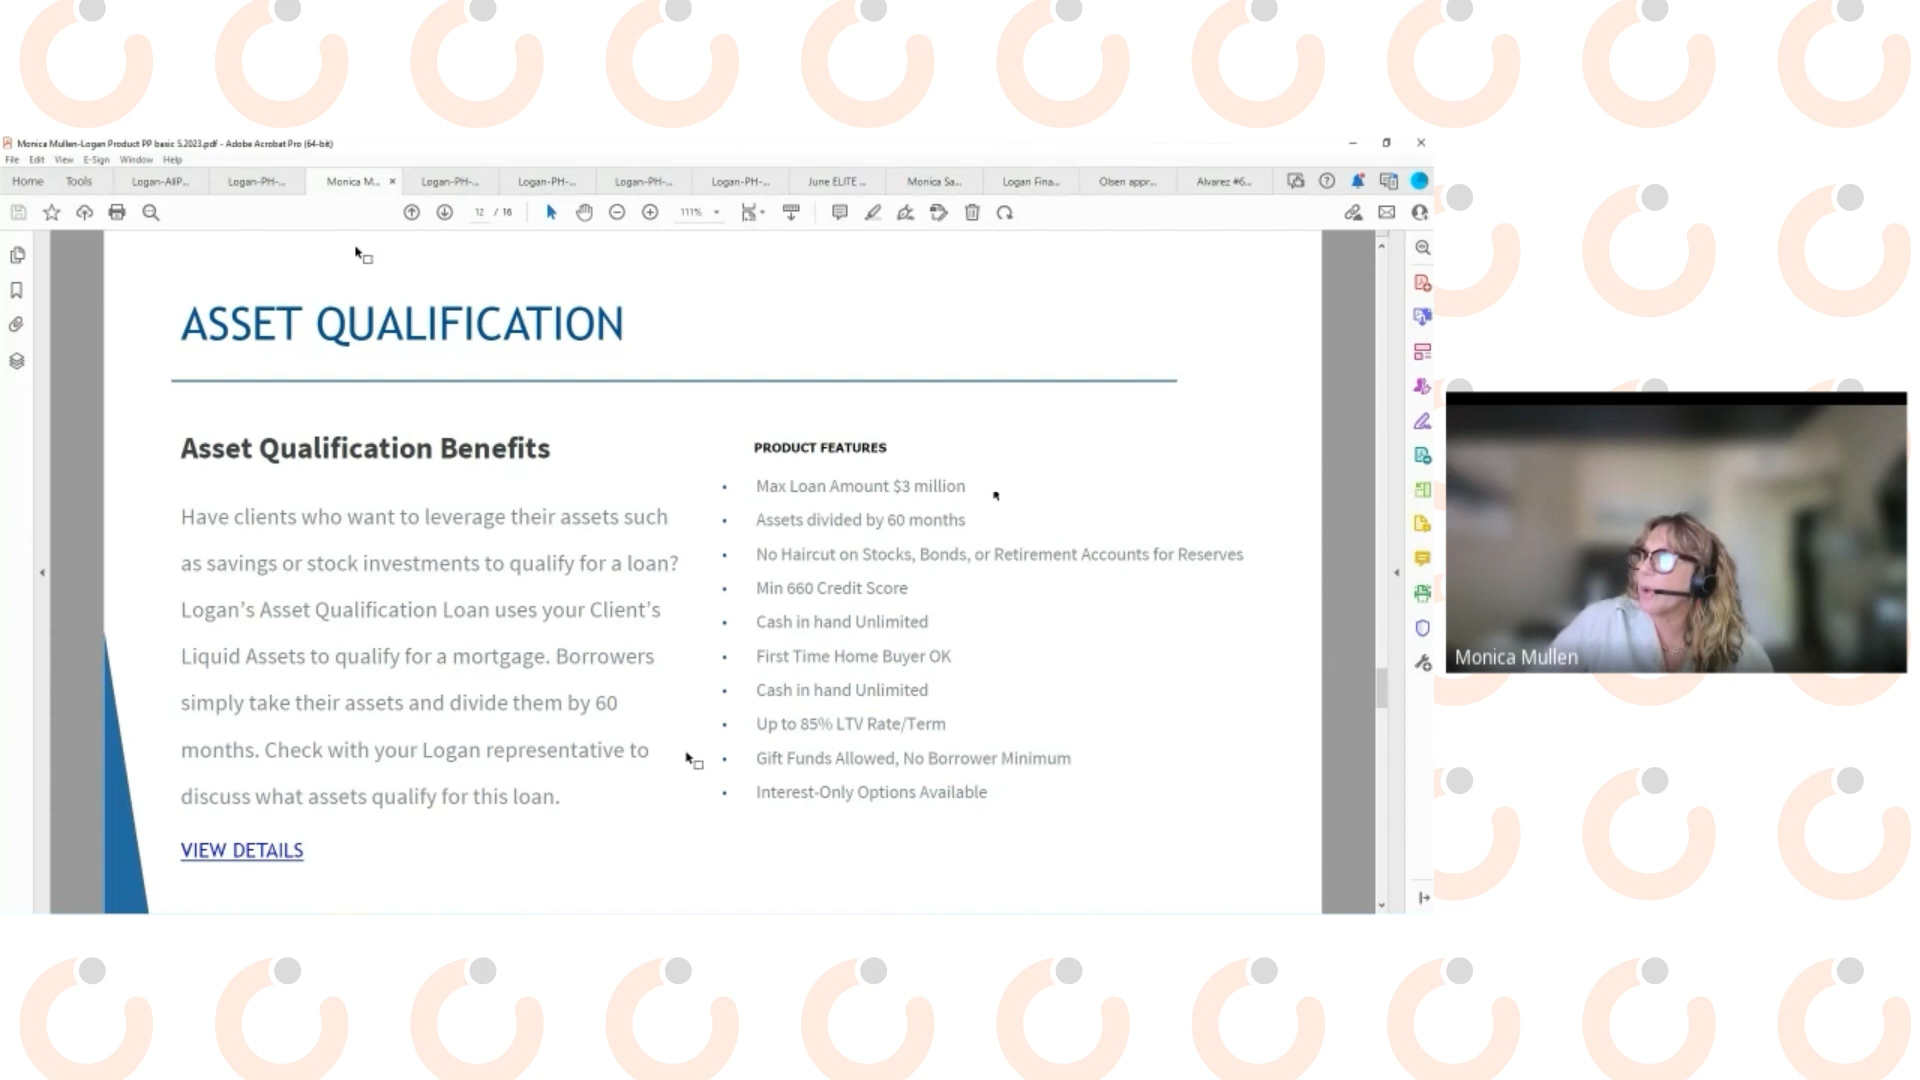 Monica Mullen-Logan Product PP basic 5.2023.pdf - Adobe Acrobat Pro (64-bit)
File Edit View E-Sign Window Help
Home Tools Logan-AllP... Logan-PH-... Monica M... × Logan-PH-... Logan-PH-... Logan-PH-... Logan-PH-... June ELITE ... Monica Sa... Logan Fina... Olsen appr... Alvarez #6...
12 / 16 111%
ASSET QUALIFICATION
Asset Qualification Benefits
Have clients who want to leverage their assets such
as savings or stock investments to qualify for a loan?
Logan’s Asset Qualification Loan uses your Client’s
Liquid Assets to qualify for a mortgage. Borrowers
simply take their assets and divide them by 60
months. Check with your Logan representative to
discuss what assets qualify for this loan.
VIEW DETAILS
PRODUCT FEATURES
• Max Loan Amount $3 million
• Assets divided by 60 months
• No Haircut on Stocks, Bonds, or Retirement Accounts for Reserves
• Min 660 Credit Score
• Cash in hand Unlimited
• First Time Home Buyer OK
• Cash in hand Unlimited
• Up to 85% LTV Rate/Term
• Gift Funds Allowed, No Borrower Minimum
• Interest-Only Options Available
Monica Mullen